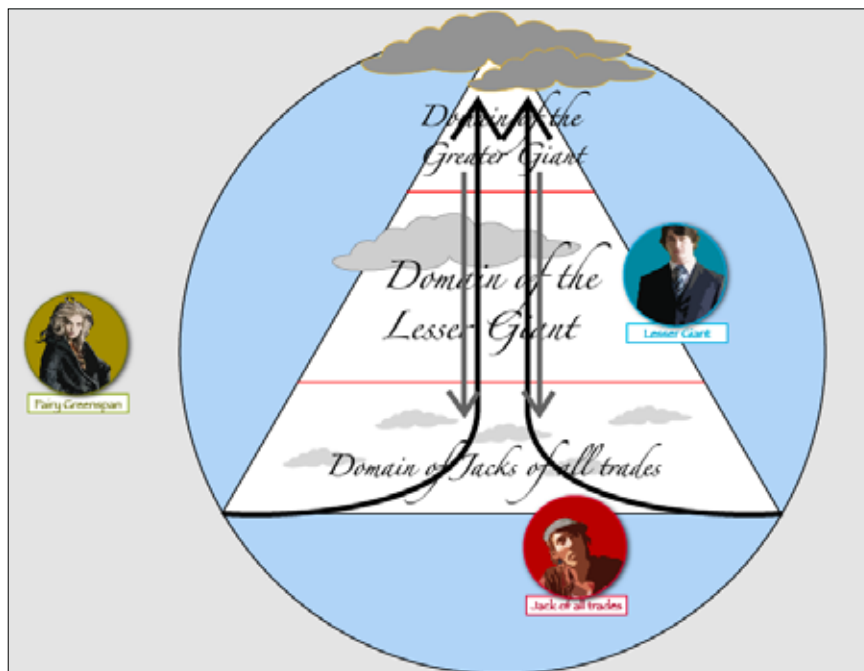 Domain of the
Greater Giant
Domain of the
Lesser Giant
Lesser Giant
Fairy Greenspan
Domain of Jacks of all trades
Jack of all trades